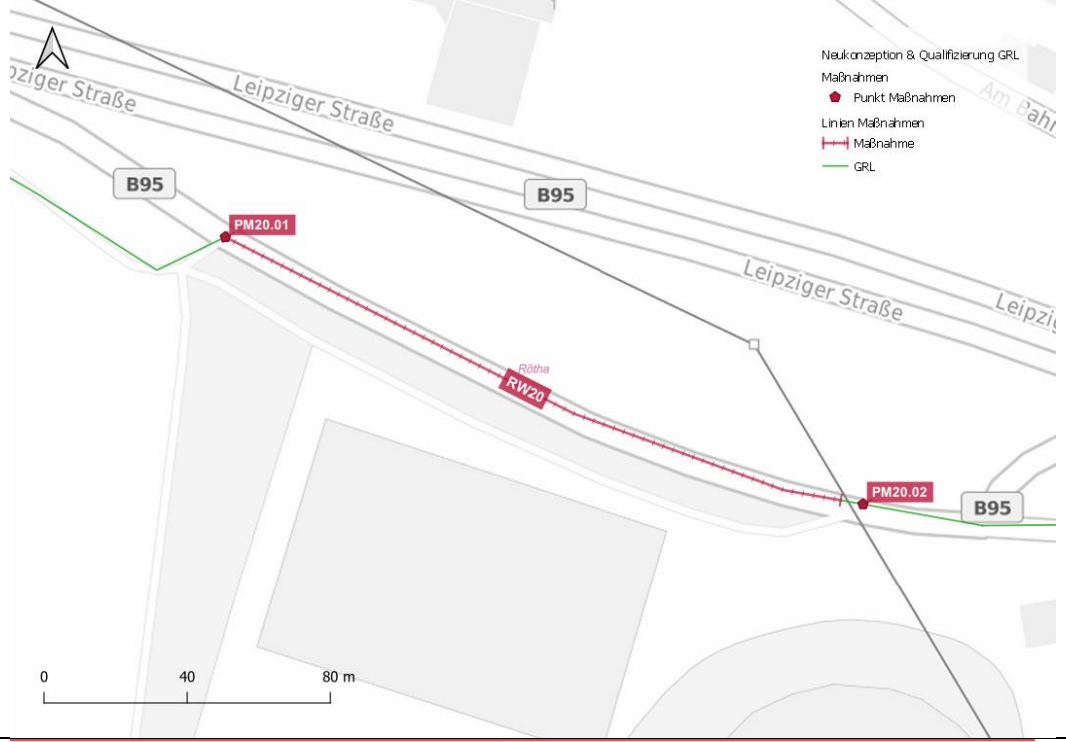 Neukonzeption & Qualifizierung GRL
Maßnahmen
Punkt Maßnahmen
Linien Maßnahmen
Maßnahme
GRL
Am Bahn
pziger Straße
Leipziger Straße
B95
B95
PM20.01
Leipziger Straße
Leipzig
Rötha
RW20
PM20.02
B95
0 40 80 m